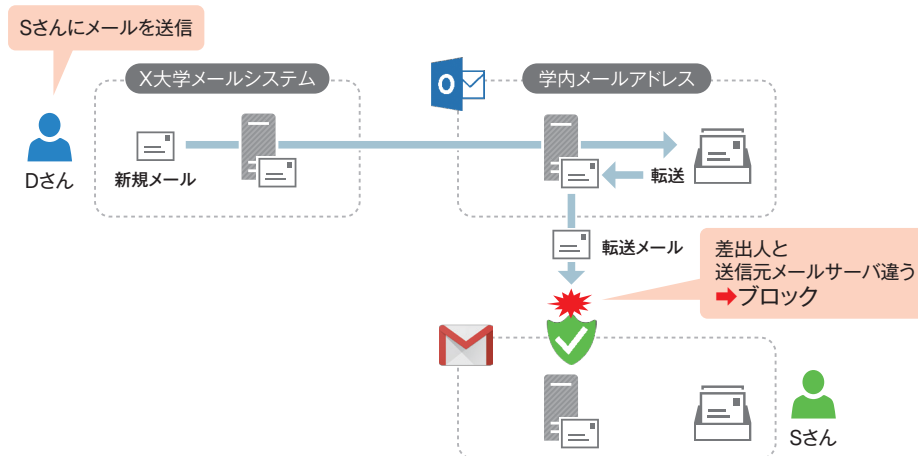 Sさんにメールを送信
X大学メールシステム
学内メールアドレス
Dさん
新規メール
転送
転送メール
差出人と
送信元メールサーバ違う
➡ブロック
Sさん